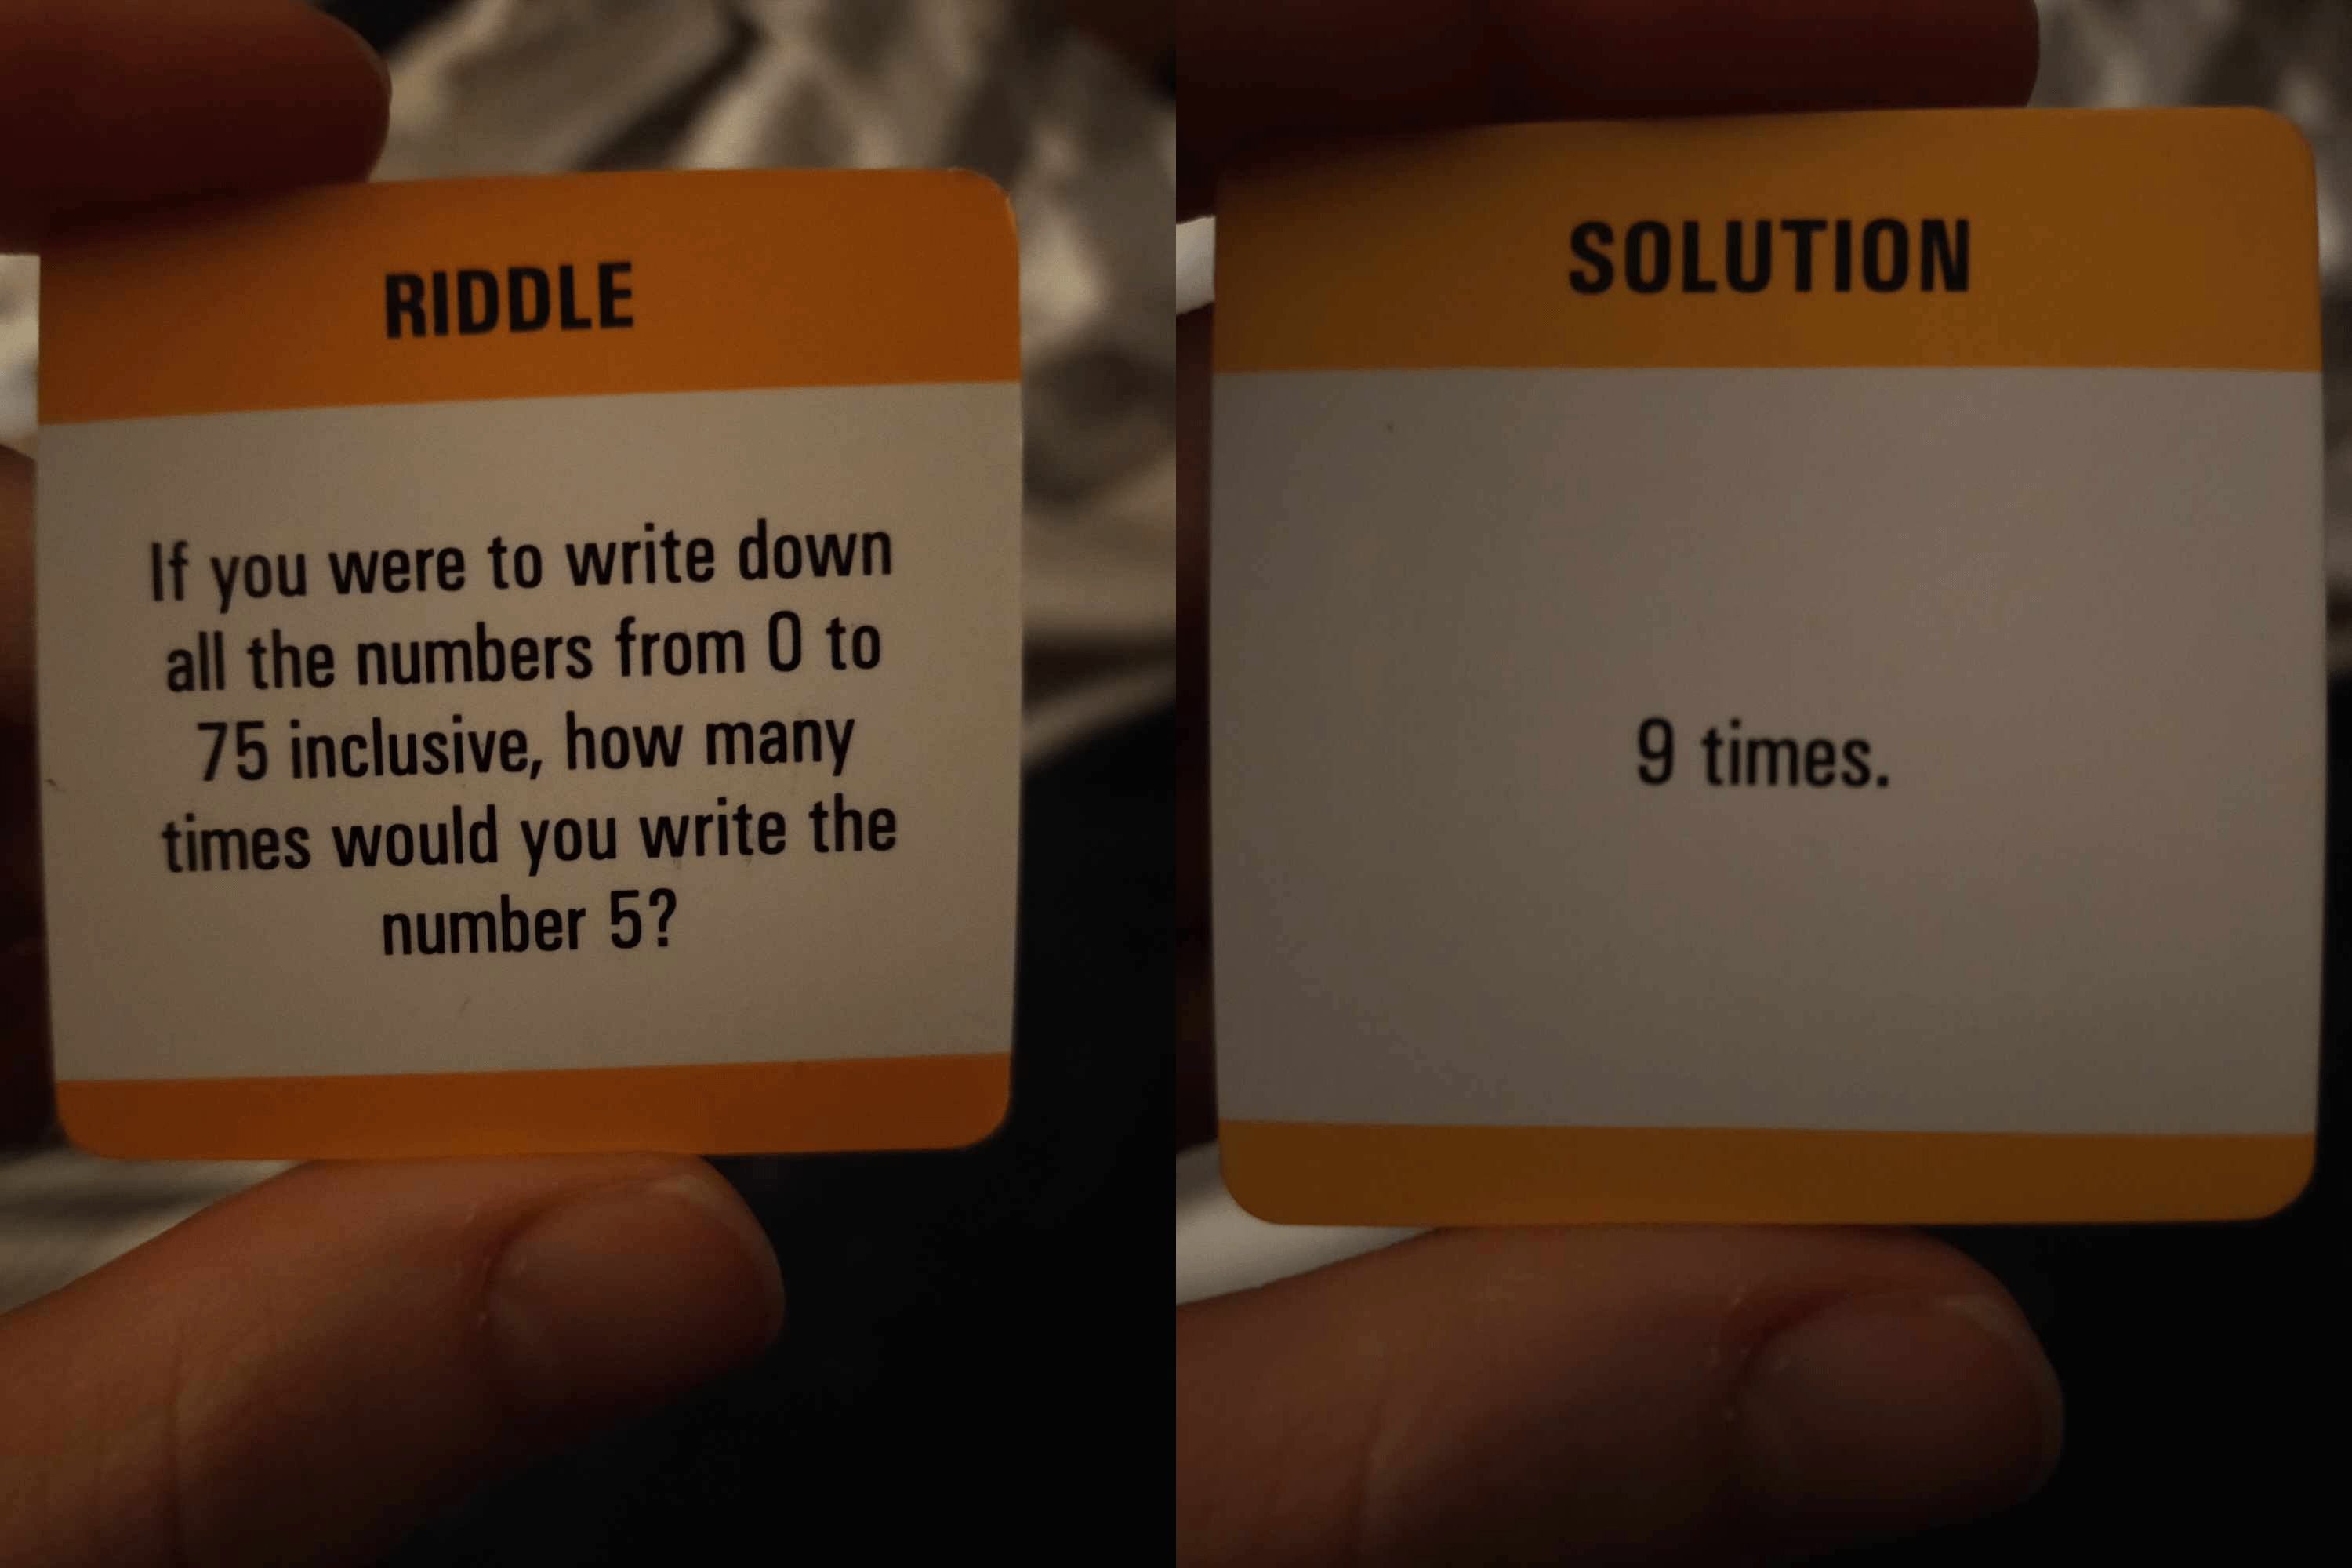 RIDDLE
If you were to write down
all the numbers from 0 to
75 inclusive, how many
times would you write the
number 5?
SOLUTION
9 times.